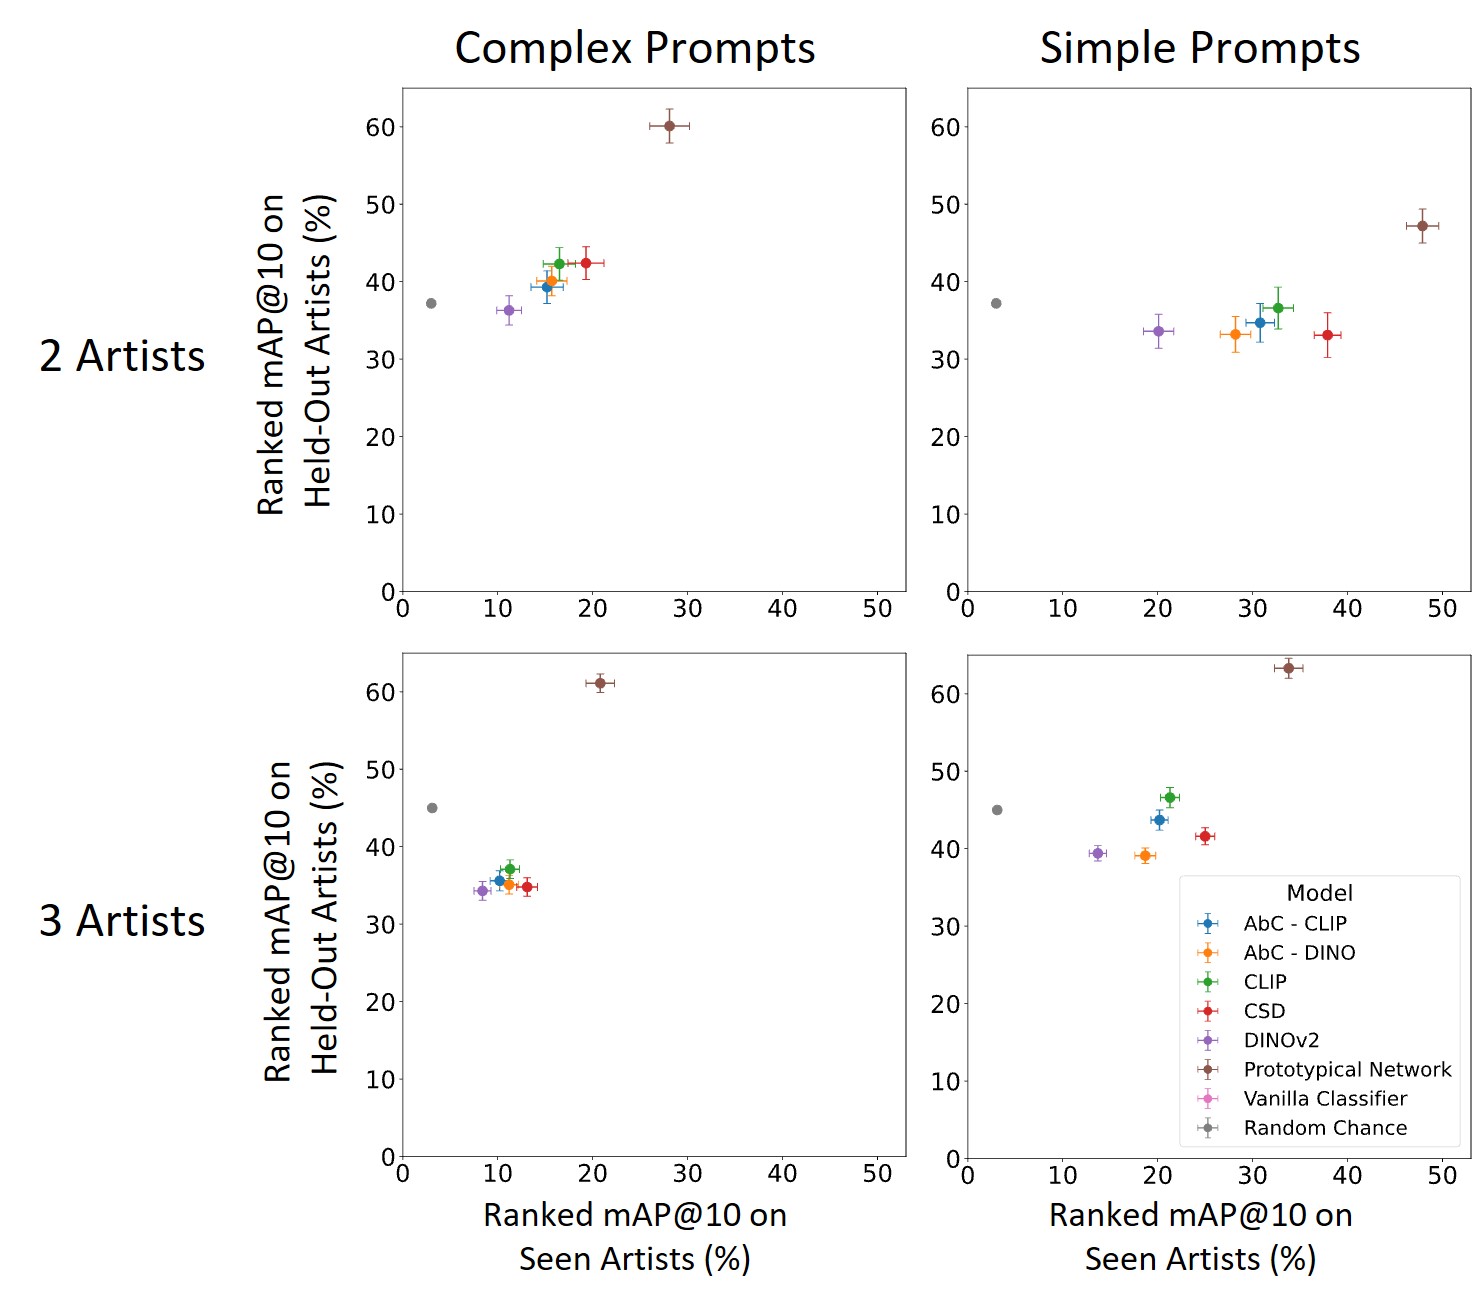 Complex Prompts
Simple Prompts
2 Artists
Ranked mAP@10 on
Held-Out Artists (%)
60
50
40
30
20
10
0
0 10 20 30 40 50
60
50
40
30
20
10
0
0 10 20 30 40 50
3 Artists
Ranked mAP@10 on
Held-Out Artists (%)
60
50
40
30
20
10
0
0 10 20 30 40 50
Ranked mAP@10 on
Seen Artists (%)
60
50
40
30
20
10
0
0 10 20 30 40 50
Model
AbC - CLIP
AbC - DINO
CLIP
CSD
DINOv2
Prototypical Network
Vanilla Classifier
Random Chance
Ranked mAP@10 on
Seen Artists (%)